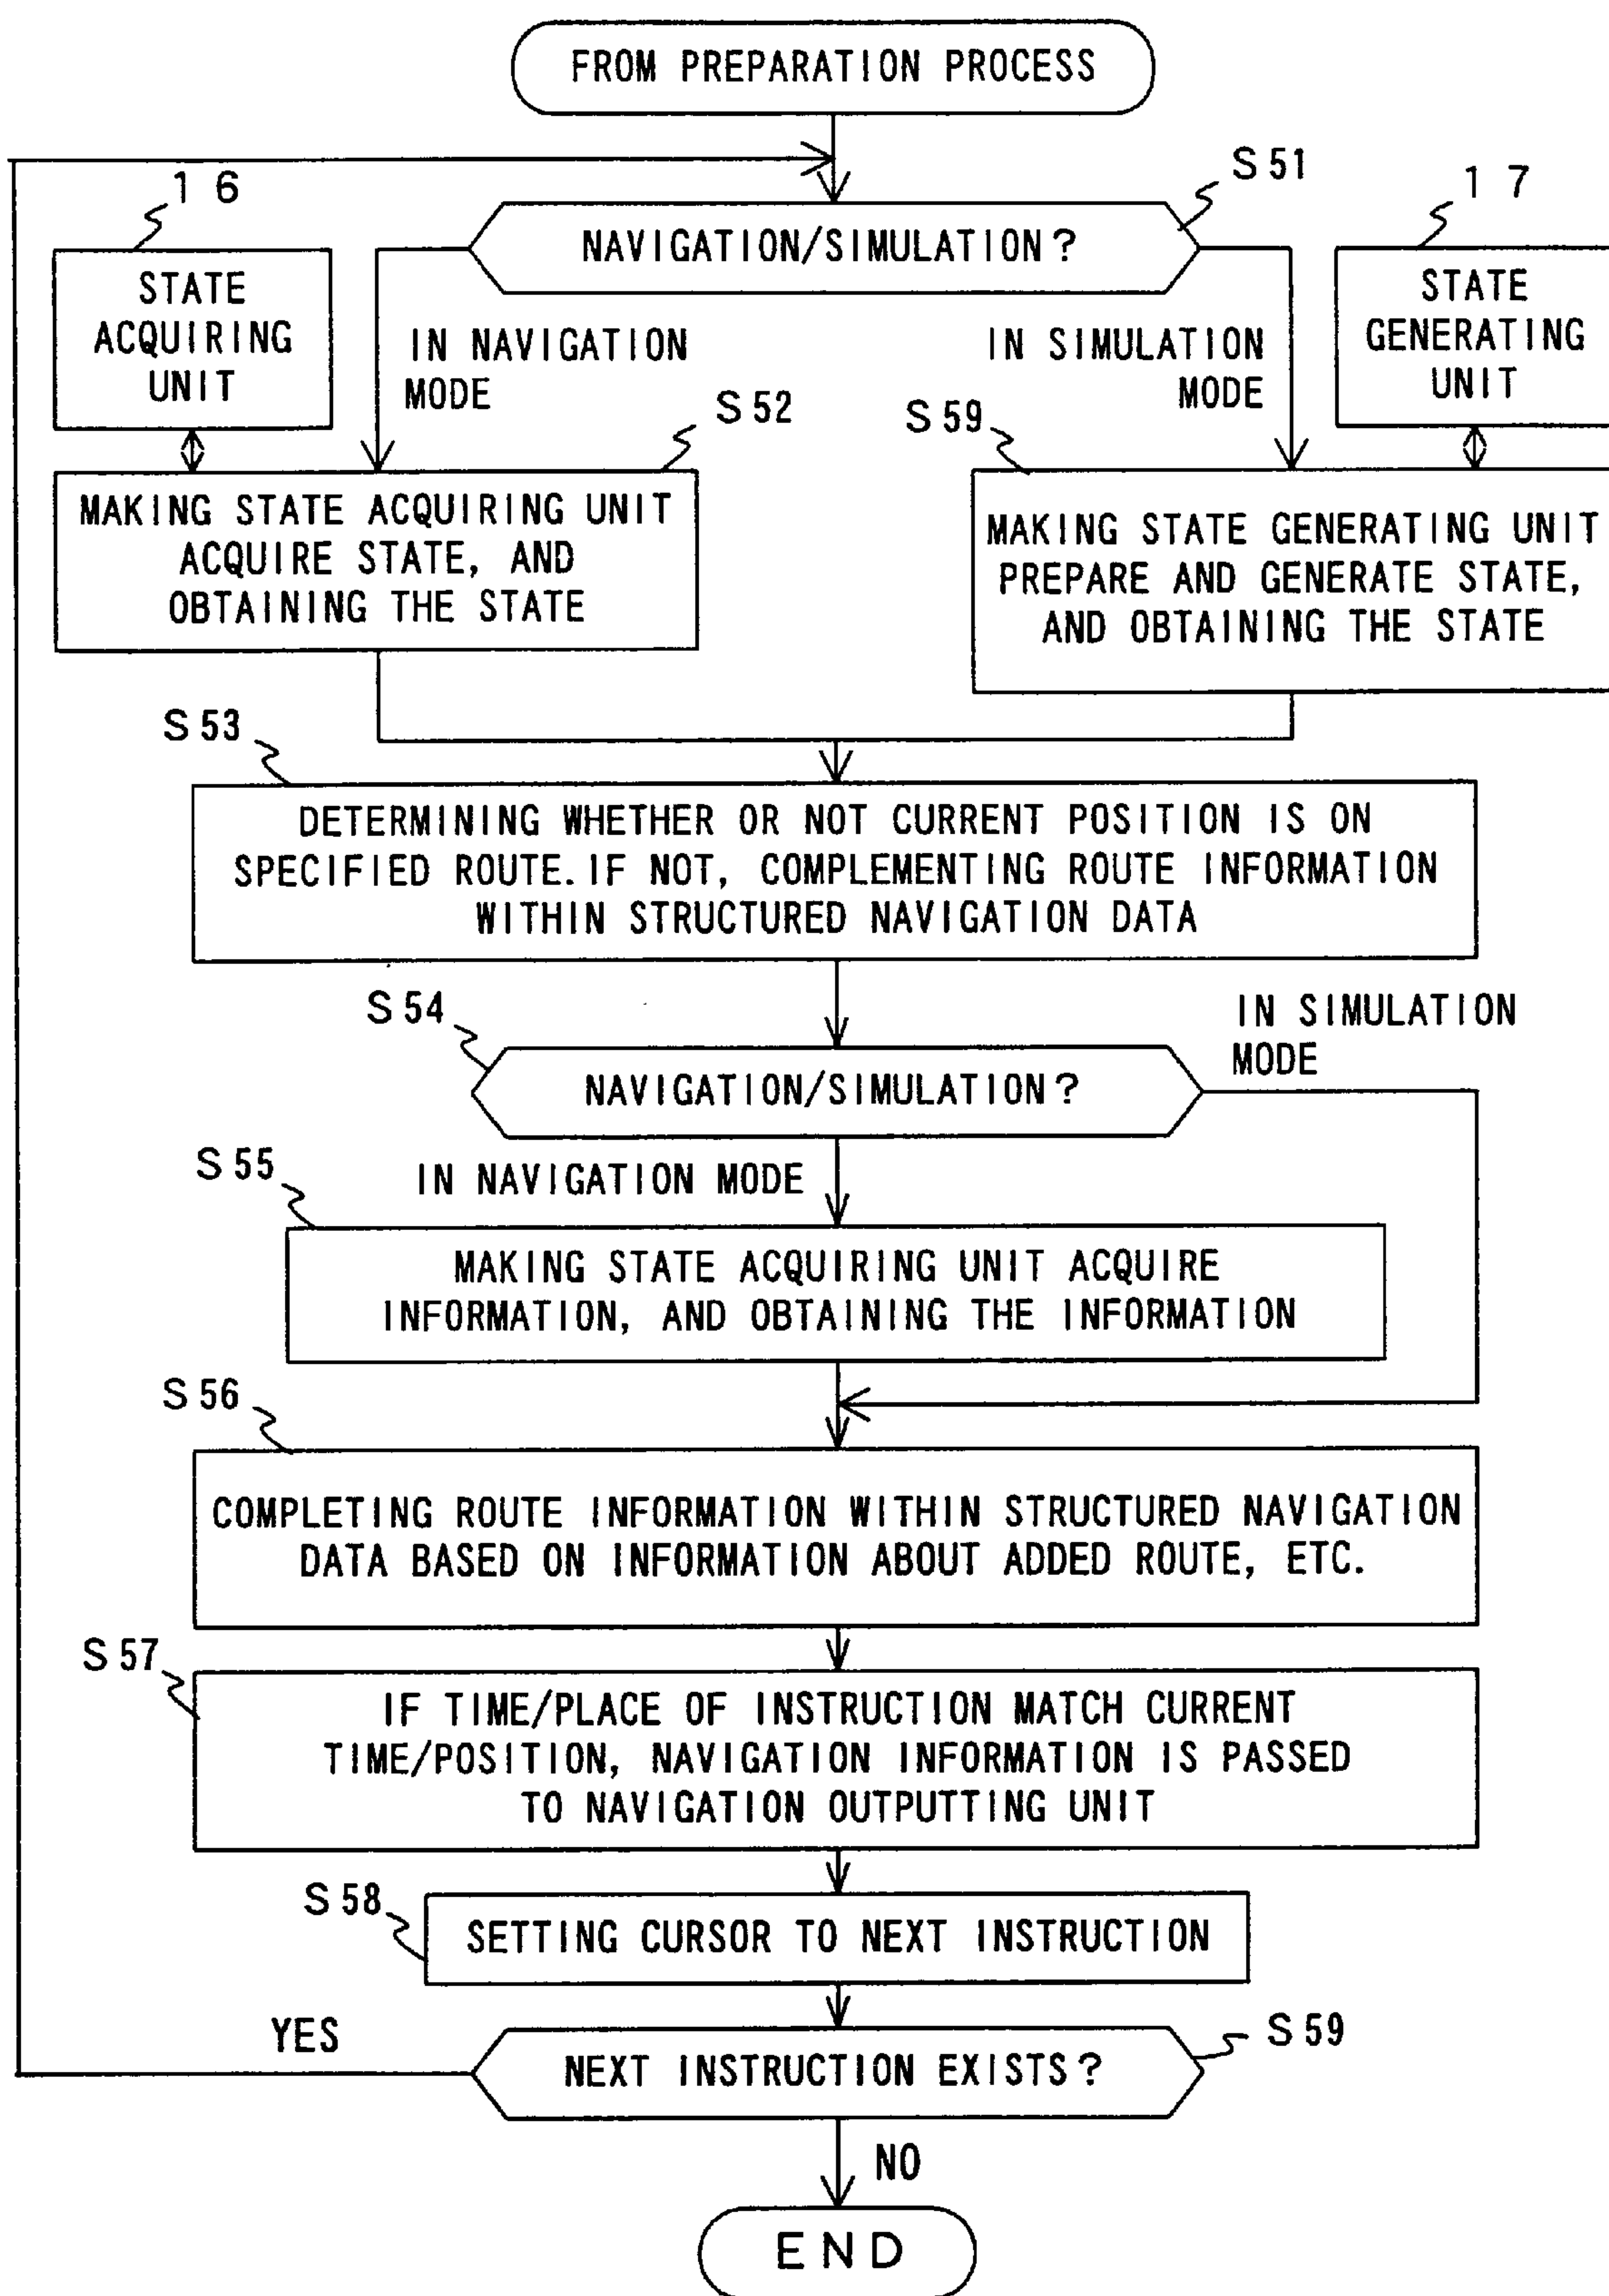 FROM PREPARATION PROCESS
S51
16
17
NAVIGATION/SIMULATION?
STATE
ACQUIRING
UNIT
STATE
GENERATING
UNIT
IN NAVIGATION
MODE
IN SIMULATION
MODE
S52
S59
MAKING STATE ACQUIRING UNIT
ACQUIRE STATE, AND
OBTAINING THE STATE
MAKING STATE GENERATING UNIT
PREPARE AND GENERATE STATE,
AND OBTAINING THE STATE
S53
DETERMINING WHETHER OR NOT CURRENT POSITION IS ON
SPECIFIED ROUTE. IF NOT, COMPLEMENTING ROUTE INFORMATION
WITHIN STRUCTURED NAVIGATION DATA
S54
IN SIMULATION
MODE
NAVIGATION/SIMULATION?
S55
IN NAVIGATION MODE
MAKING STATE ACQUIRING UNIT ACQUIRE
INFORMATION, AND OBTAINING THE INFORMATION
S56
COMPLETING ROUTE INFORMATION WITHIN STRUCTURED NAVIGATION
DATA BASED ON INFORMATION ABOUT ADDED ROUTE, ETC.
S57
IF TIME/PLACE OF INSTRUCTION MATCH CURRENT
TIME/POSITION, NAVIGATION INFORMATION IS PASSED
TO NAVIGATION OUTPUTTING UNIT
S58
SETTING CURSOR TO NEXT INSTRUCTION
YES
S59
NEXT INSTRUCTION EXISTS?
NO
END